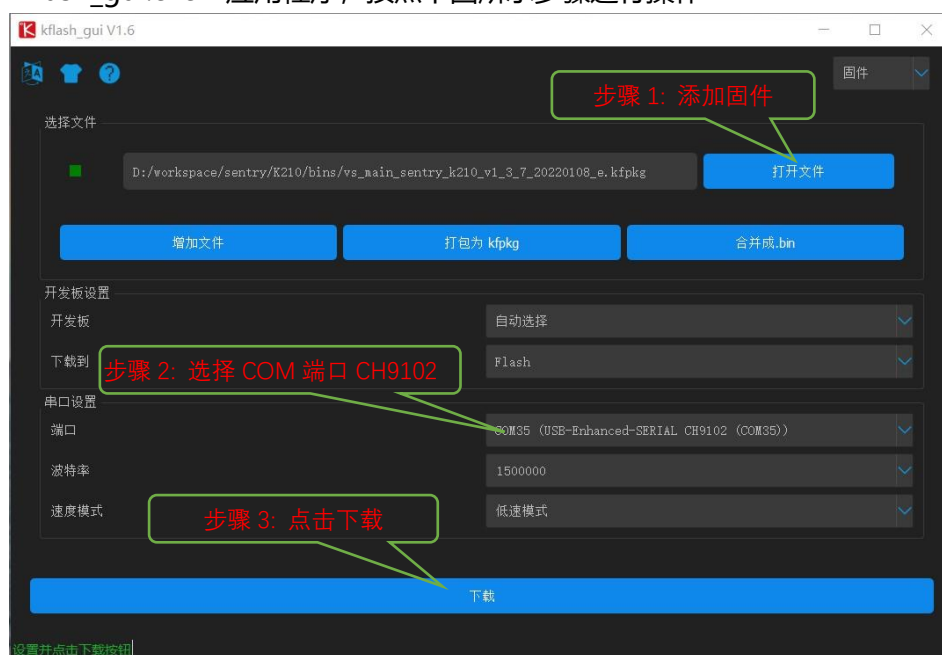 kflash_gui V1.6
固件
步骤 1: 添加固件
选择文件
D:/workspace/sentry/K210/bins/vs_main_sentry_k210_v1_3_7_20220108_e.kfpkg
打开文件
增加文件
打包为 kfpkg
合并成.bin
开发板设置
开发板
自动选择
下载到
Flash
步骤 2: 选择 COM 端口 CH9102
串口设置
端口
COM35 (USB-Enhanced-SERIAL CH9102 (COM35))
波特率
1500000
速度模式
低速模式
步骤 3: 点击下载
下载
设置并点击下载按钮